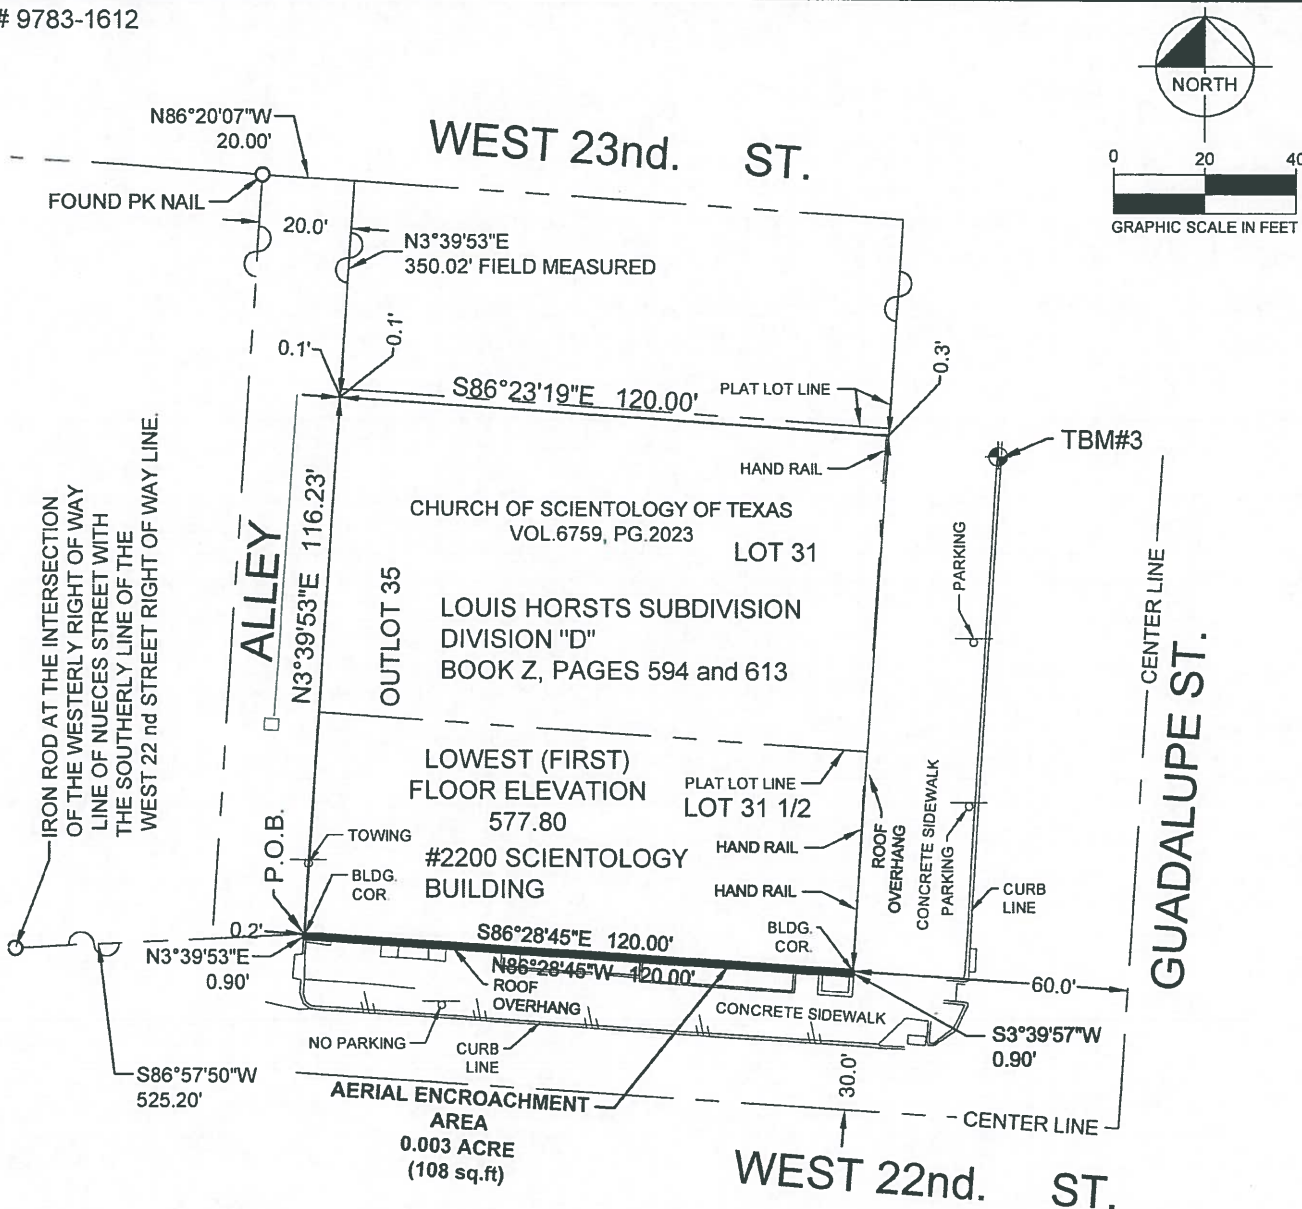 # 9783-1612
NORTH
0 20 40
GRAPHIC SCALE IN FEET
N86°20'07"W
20.00'
WEST 23nd. ST.
FOUND PK NAIL
20.0'
N3°39'53"E
350.02' FIELD MEASURED
0.1'
0.1'
S86°23'19"E 120.00'
PLAT LOT LINE
0.3'
HAND RAIL
TBM#3
CHURCH OF SCIENTOLOGY OF TEXAS
VOL.6759, PG.2023
LOT 31
OUTLOT 35
LOUIS HORSTS SUBDIVISION
DIVISION "D"
BOOK Z, PAGES 594 and 613
N3°39'53"E 116.23'
ALLEY
IRON ROD AT THE INTERSECTION
OF THE WESTERLY RIGHT OF WAY
LINE OF NUECES STREET WITH
THE SOUTHERLY LINE OF THE
WEST 22 nd STREET RIGHT OF WAY LINE.
PARKING
CENTER LINE
GUADALUPE ST.
LOWEST (FIRST)
FLOOR ELEVATION
577.80
PLAT LOT LINE
LOT 31 1/2
#2200 SCIENTOLOGY
BUILDING
HAND RAIL
HAND RAIL
ROOF
OVERHANG
CONCRETE SIDEWALK
PARKING
CURB
LINE
P.O.B.
TOWING
BLDG.
COR.
BLDG.
COR.
0.2'
N3°39'53"E
0.90'
S86°28'45"E 120.00'
N86°28'45"W 120.00'
ROOF
OVERHANG
CONCRETE SIDEWALK
60.0'
S3°39'57"W
0.90'
NO PARKING
CURB
LINE
S86°57'50"W
525.20'
30.0'
AERIAL ENCROACHMENT
AREA
0.003 ACRE
(108 sq.ft)
CENTER LINE
WEST 22nd. ST.